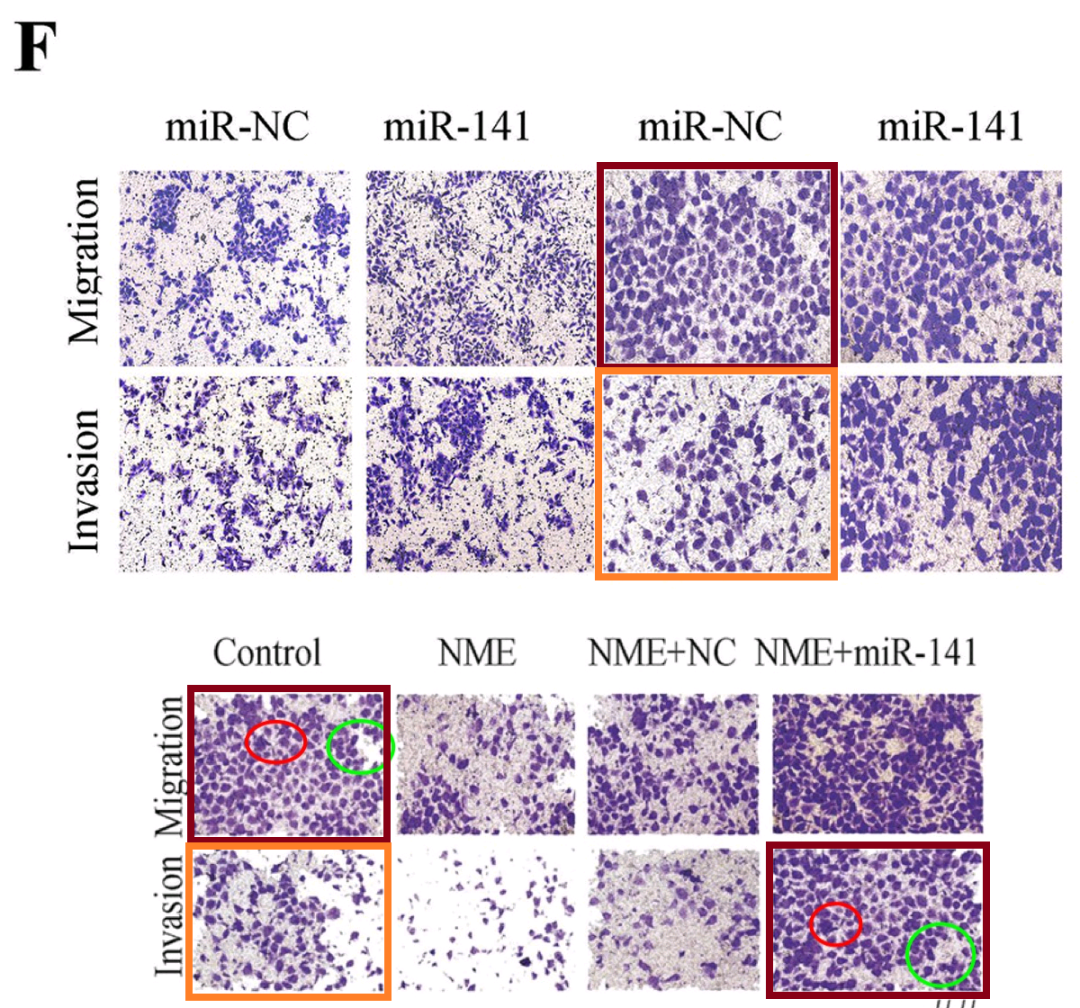 F
miR-NC miR-141 miR-NC miR-141
Migration
Invasion
Control NME NME+NC NME+miR-141
Migration
Invasion